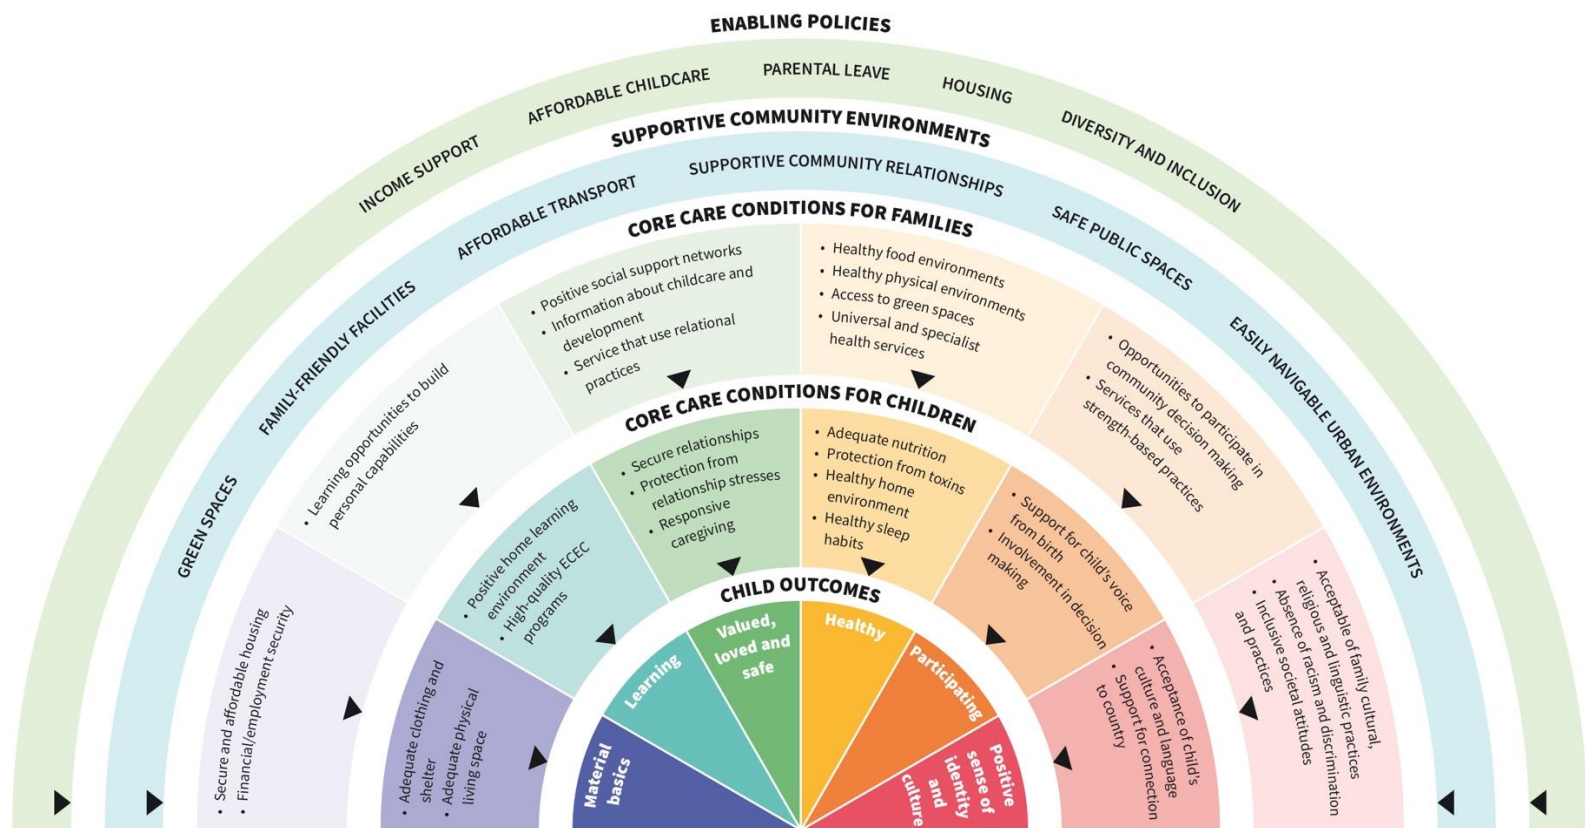 ENABLING POLICIES
INCOME SUPPORT
AFFORDABLE CHILDCARE
PARENTAL LEAVE
HOUSING
DIVERSITY AND INCLUSION
SUPPORTIVE COMMUNITY ENVIRONMENTS
GREEN SPACES
FAMILY-FRIENDLY FACILITIES
AFFORDABLE TRANSPORT
SUPPORTIVE COMMUNITY RELATIONSHIPS
SAFE PUBLIC SPACES
EASILY NAVIGABLE URBAN ENVIRONMENTS
CORE CARE CONDITIONS FOR FAMILIES
• Secure and affordable housing
• Financial/employment security
• Learning opportunities to build
personal capabilities
• Positive social support networks
• Information about childcare and
development
• Service that use relational
practices
• Healthy food environments
• Healthy physical environments
• Access to green spaces
• Universal and specialist
health services
• Opportunities to participate in
community decision making
• Services that use
strength-based practices
• Acceptable of family cultural,
religious and linguistic practices
• Absence of racism and discrimination
• Inclusive societal attitudes
and practices
CORE CARE CONDITIONS FOR CHILDREN
• Adequate clothing and
shelter
• Adequate physical
living space
• Positive home learning
environment
• High-quality ECEC
programs
• Secure relationships
• Protection from
relationship stresses
• Responsive
caregiving
• Adequate nutrition
• Protection from toxins
• Healthy home
environment
• Healthy sleep
habits
• Support for child's voice
from birth
• Involvement in decision
making
• Acceptance of child's
culture and language
• Support for connection
to country
CHILD OUTCOMES
Material
basics
Learning
Valued,
loved and
safe
Healthy
Participating
Positive
sense of
identity
and
culture